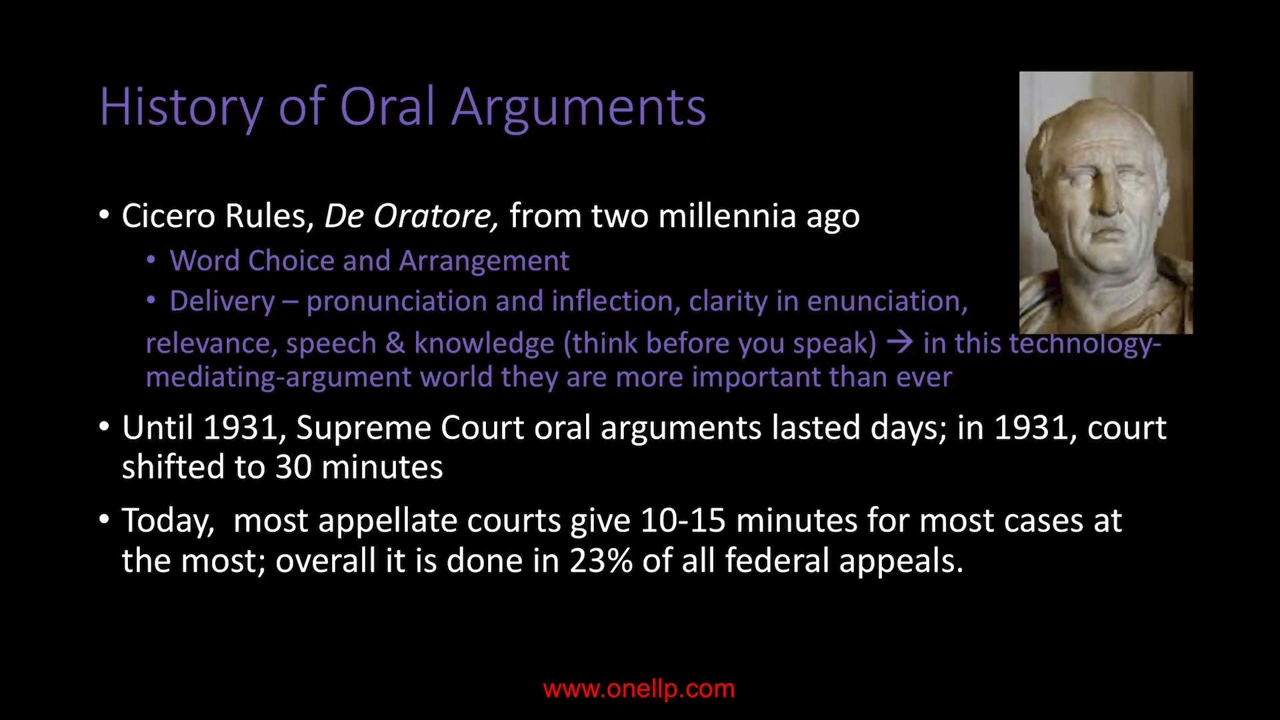 History of Oral Arguments
• Cicero Rules, De Oratore, from two millennia ago
• Word Choice and Arrangement
• Delivery – pronunciation and inflection, clarity in enunciation,
relevance, speech & knowledge (think before you speak) → in this technology-
mediating-argument world they are more important than ever
• Until 1931, Supreme Court oral arguments lasted days; in 1931, court
shifted to 30 minutes
• Today,  most appellate courts give 10-15 minutes for most cases at
the most; overall it is done in 23% of all federal appeals.
www.onellp.com